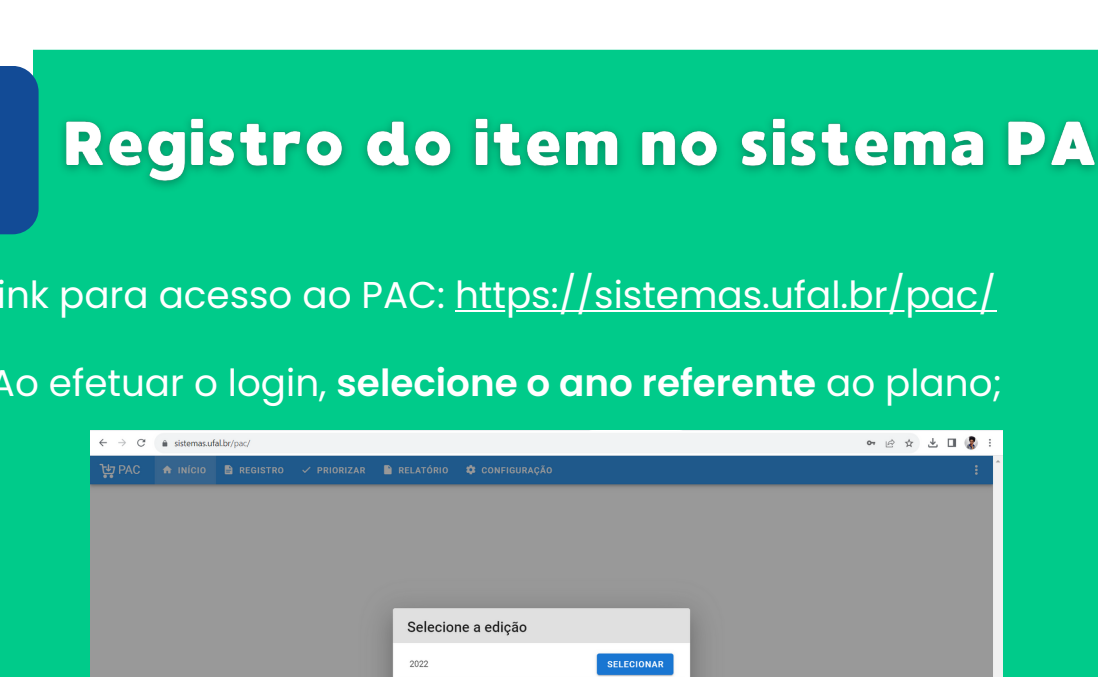 Registro do item no sistema PA
ink para acesso ao PAC: https://sistemas.ufal.br/pac/
Ao efetuar o login, selecione o ano referente ao plano;
sistemas.ufal.br/pac/
PAC INÍCIO REGISTRO PRIORIZAR RELATÓRIO CONFIGURAÇÃO
Selecione a edição
2022 SELECIONAR